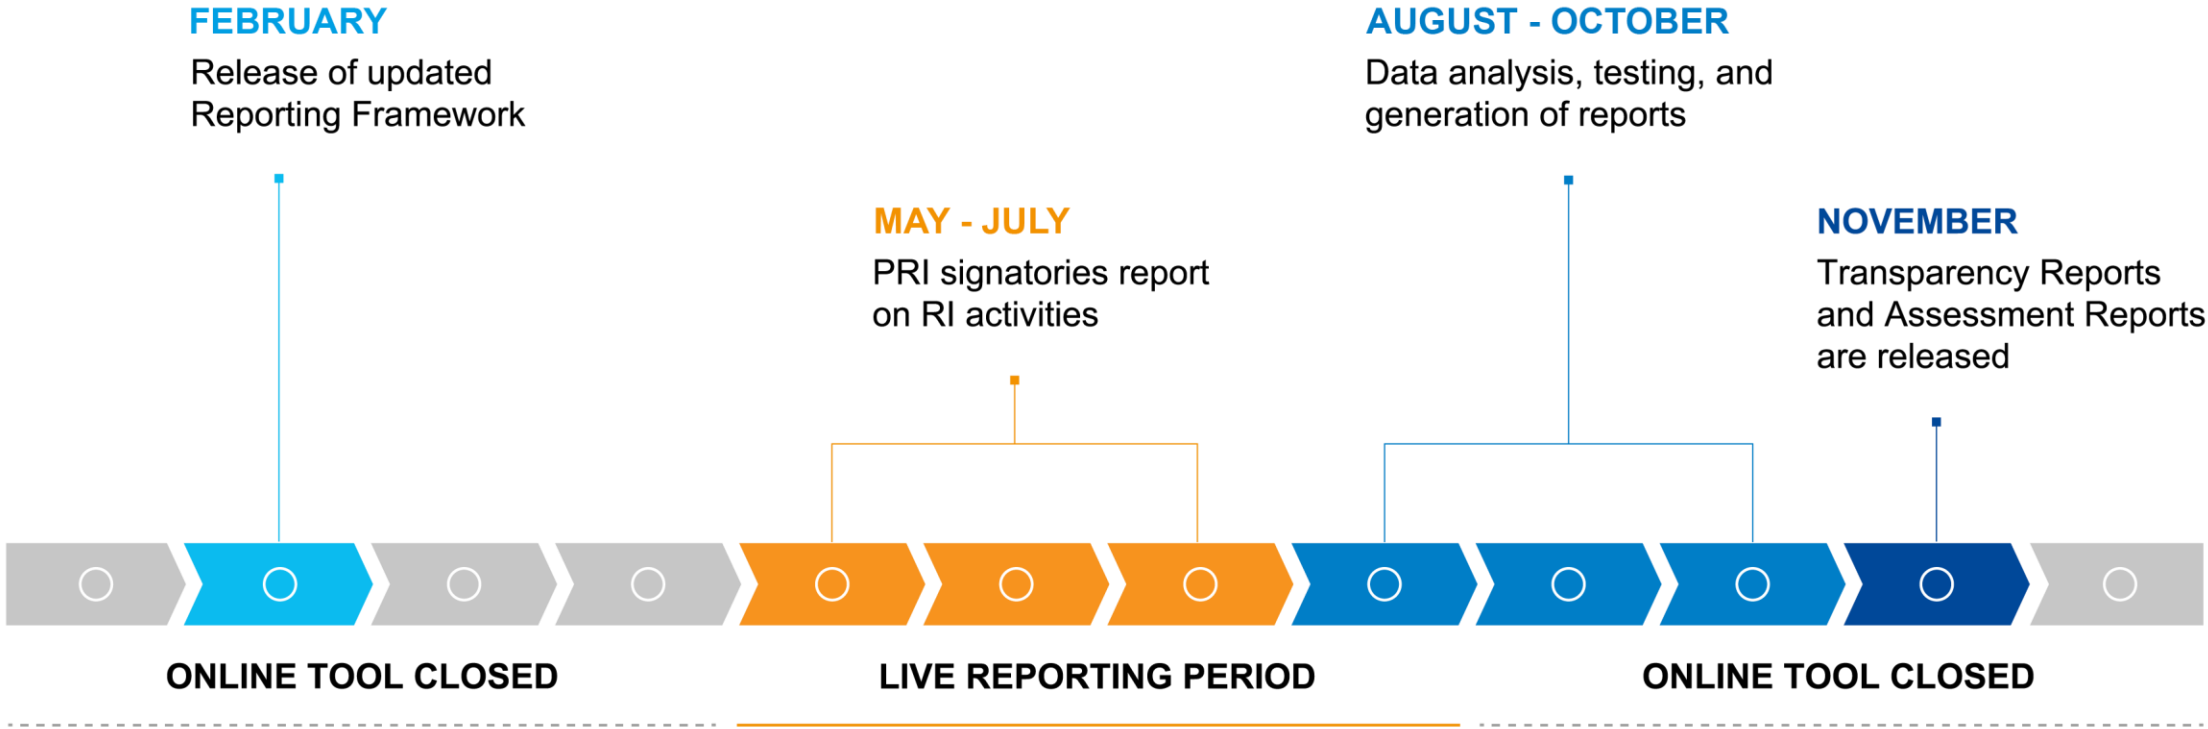 FEBRUARY
Release of updated
Reporting Framework
MAY - JULY
PRI signatories report
on RI activities
AUGUST - OCTOBER
Data analysis, testing, and
generation of reports
NOVEMBER
Transparency Reports
and Assessment Reports
are released
ONLINE TOOL CLOSED
LIVE REPORTING PERIOD
ONLINE TOOL CLOSED